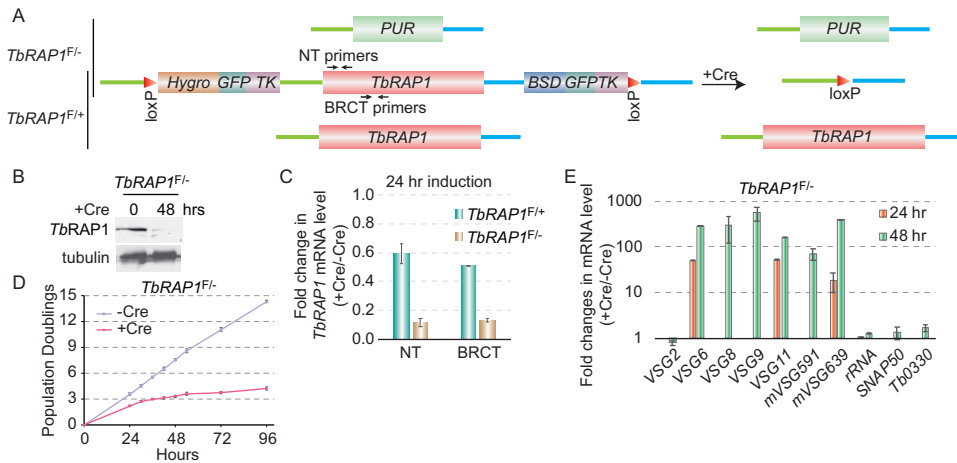 A
TbRAP1F/-
TbRAP1F/+
PUR
NT primers
Hygro GFP TK
TbRAP1
BSD GFP TK
loxP
loxP
BRCT primers
TbRAP1
+Cre
PUR
loxP
TbRAP1
B
TbRAP1F/-
+Cre 0 48 hrs
TbRAP1
tubulin
C
24 hr induction
Fold change in
TbRAP1 mRNA level
(+Cre/-Cre)
1.0
0.8
0.6
0.4
0.2
0.0
TbRAP1F/+
TbRAP1F/-
NT BRCT
D
TbRAP1F/-
Population Doublings
15
12
9
6
3
0
-Cre
+Cre
0 24 48 72 96
Hours
E
TbRAP1F/-
Fold changes in mRNA level
(+Cre/-Cre)
1000
100
10
1
24 hr
48 hr
VSG2 VSG6 VSG8 VSG9 VSG11 mVSG591 mVSG639 rRNA SNAP50 Tb0330